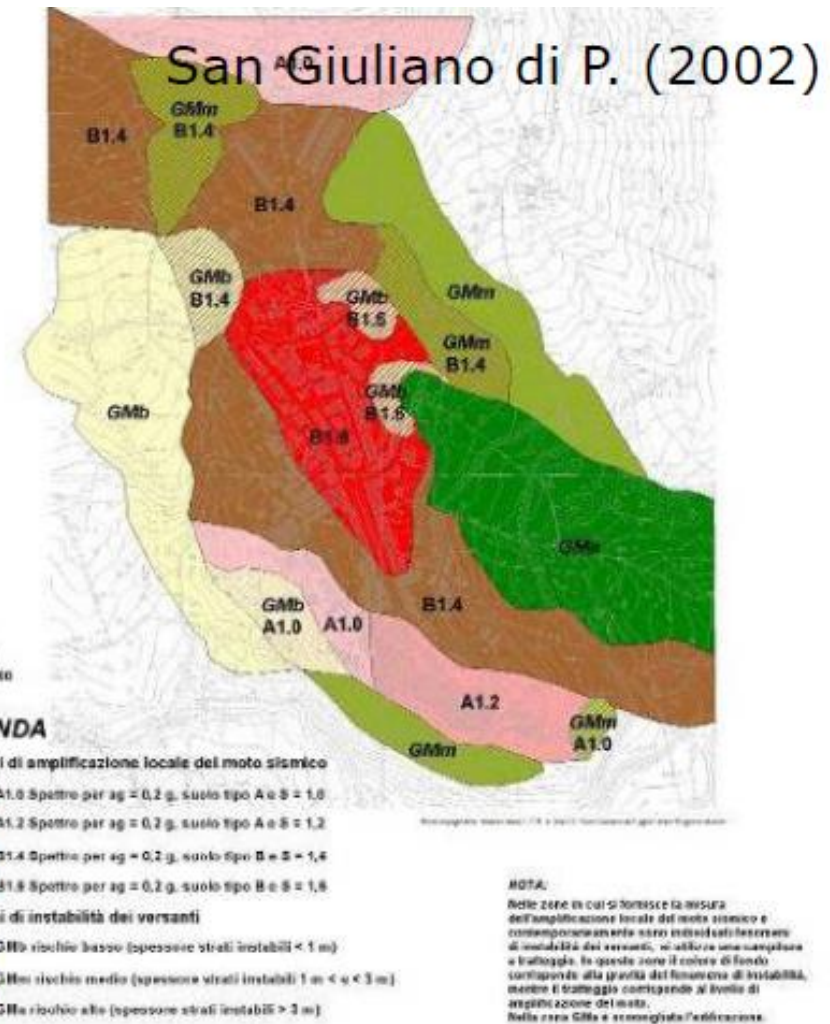 San Giuliano di P. (2002)
A1.0
GMm
B1.4
B1.4
B1.4
GMb
B1.4
GMb
B1.6
GMm
GMm
B1.4
GMb
B1.6
GMb
B1.6
GMa
GMb
A1.0
A1.0
B1.4
A1.2
GMm
A1.0
GMm
NDA
i di amplificazione locale del moto sismico
A1.0 Spettro per ag = 0,2 g, suolo tipo A e S = 1,0
A1.2 Spettro per ag = 0,2 g, suolo tipo A e S = 1,2
B1.4 Spettro per ag = 0,2 g, suolo tipo B e S = 1,4
B1.6 Spettro per ag = 0,2 g, suolo tipo B e S = 1,6
i di instabilità dei versanti
GMb rischio basso (spessore strati instabili < 1 m)
GMm rischio medio (spessore strati instabili 1 m < s < 3 m)
GMa rischio alto (spessore strati instabili > 3 m)
NOTA:
Nelle zone in cui si fornisce la misura
dell'amplificazione locale del moto sismico e
contemporaneamente sono individuati fenomeni
di instabilità dei versanti, si utilizza una campitura
a tratteggio. In queste zone il colore di fondo
corrisponde alla gravità del fenomeno di instabilità,
mentre il tratteggio corrisponde al livello di
amplificazione del moto.
Nella zona GMa è sconsigliata l'edificazione.